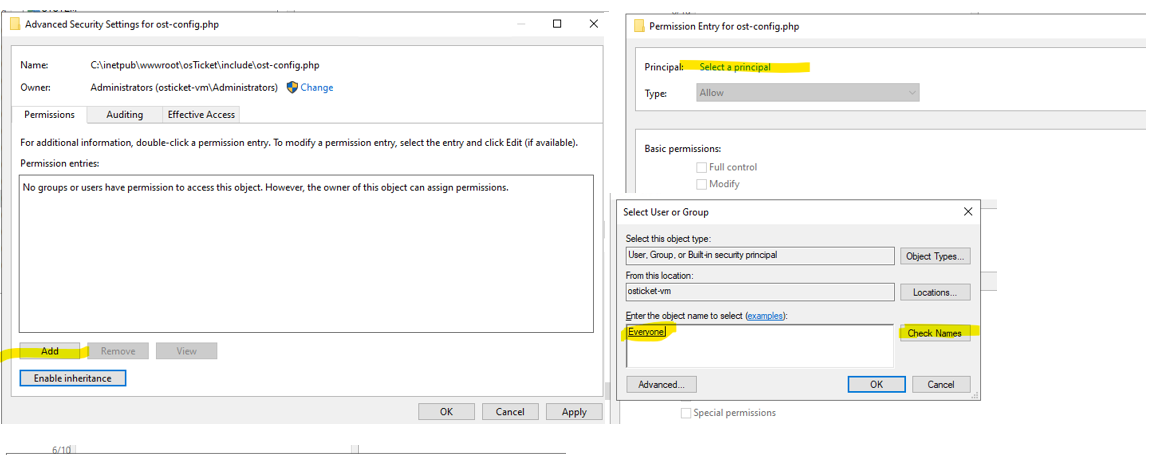 Advanced Security Settings for ost-config.php
Name: C:\inetpub\wwwroot\osTicket\include\ost-config.php
Owner: Administrators (osticket-vm\Administrators) Change
Permissions Auditing Effective Access
For additional information, double-click a permission entry. To modify a permission entry, select the entry and click Edit (if available).
Permission entries:
No groups or users have permission to access this object. However, the owner of this object can assign permissions.
Add Remove View
Enable inheritance
OK Cancel Apply
6/10
Permission Entry for ost-config.php
Principal: Select a principal
Type: Allow
Basic permissions:
Full control
Modify
Select User or Group
Select this object type:
User, Group, or Built-in security principal Object Types...
From this location:
osticket-vm Locations...
Enter the object name to select (examples):
Everyone Check Names
Advanced... OK Cancel
Special permissions